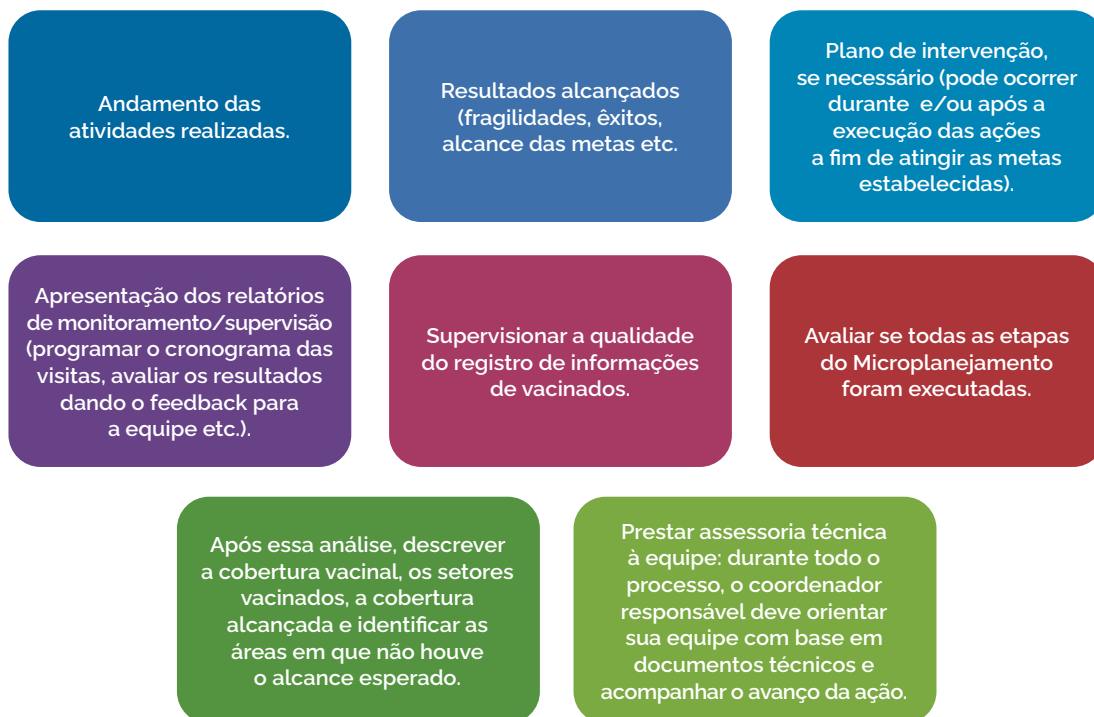 Andamento das
atividades realizadas.
Resultados alcançados
(fragilidades, êxitos,
alcance das metas etc.
Plano de intervenção,
se necessário (pode ocorrer
durante e/ou após a
execução das ações
a fim de atingir as metas
estabelecidas).
Apresentação dos relatórios
de monitoramento/supervisão
(programar o cronograma das
visitas, avaliar os resultados
dando o feedback para
a equipe etc.).
Supervisionar a qualidade
do registro de informações
de vacinados.
Avaliar se todas as etapas
do Microplanejamento
foram executadas.
Após essa análise, descrever
a cobertura vacinal, os setores
vacinados, a cobertura
alcançada e identificar as
áreas em que não houve
o alcance esperado.
Prestar assessoria técnica
à equipe: durante todo o
processo, o coordenador
responsável deve orientar
sua equipe com base em
documentos técnicos e
acompanhar o avanço da ação.